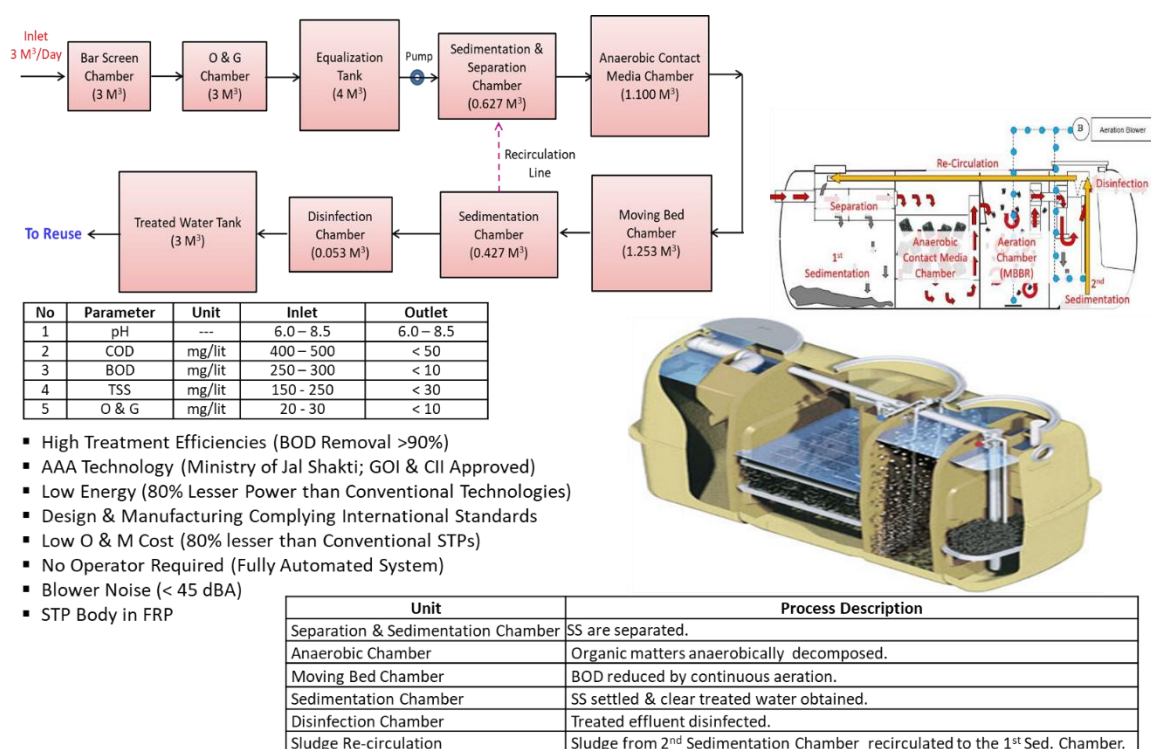 Inlet
3 M³/Day
Bar Screen
Chamber
(3 M³)
O & G
Chamber
(3 M³)
Equalization
Tank
(4 M³)
Pump
Sedimentation &
Separation
Chamber
(0.627 M³)
Anaerobic Contact
Media Chamber
(1.100 M³)
Recirculation
Line
To Reuse
Treated Water Tank
(3 M³)
Disinfection
Chamber
(0.053 M³)
Sedimentation
Chamber
(0.427 M³)
Moving Bed
Chamber
(1.253 M³)
B
Aeration Blower
Re-Circulation
Disinfection
Separation
1st
Sedimentation
Anaerobic
Contact Media
Chamber
Aeration
Chamber
(MBBR)
2nd
Sedimentation
No Parameter Unit Inlet Outlet
1 pH --- 6.0 – 8.5 6.0 – 8.5
2 COD mg/lit 400 – 500 < 50
3 BOD mg/lit 250 – 300 < 10
4 TSS mg/lit 150 - 250 < 30
5 O & G mg/lit 20 - 30 < 10
▪ High Treatment Efficiencies (BOD Removal >90%)
▪ AAA Technology (Ministry of Jal Shakti; GOI & CII Approved)
▪ Low Energy (80% Lesser Power than Conventional Technologies)
▪ Design & Manufacturing Complying International Standards
▪ Low O & M Cost (80% lesser than Conventional STPs)
▪ No Operator Required (Fully Automated System)
▪ Blower Noise (< 45 dBA)
▪ STP Body in FRP
Unit Process Description
Separation & Sedimentation Chamber SS are separated.
Anaerobic Chamber Organic matters anaerobically decomposed.
Moving Bed Chamber BOD reduced by continuous aeration.
Sedimentation Chamber SS settled & clear treated water obtained.
Disinfection Chamber Treated effluent disinfected.
Sludge Re-circulation Sludge from 2nd Sedimentation Chamber recirculated to the 1st Sed. Chamber.